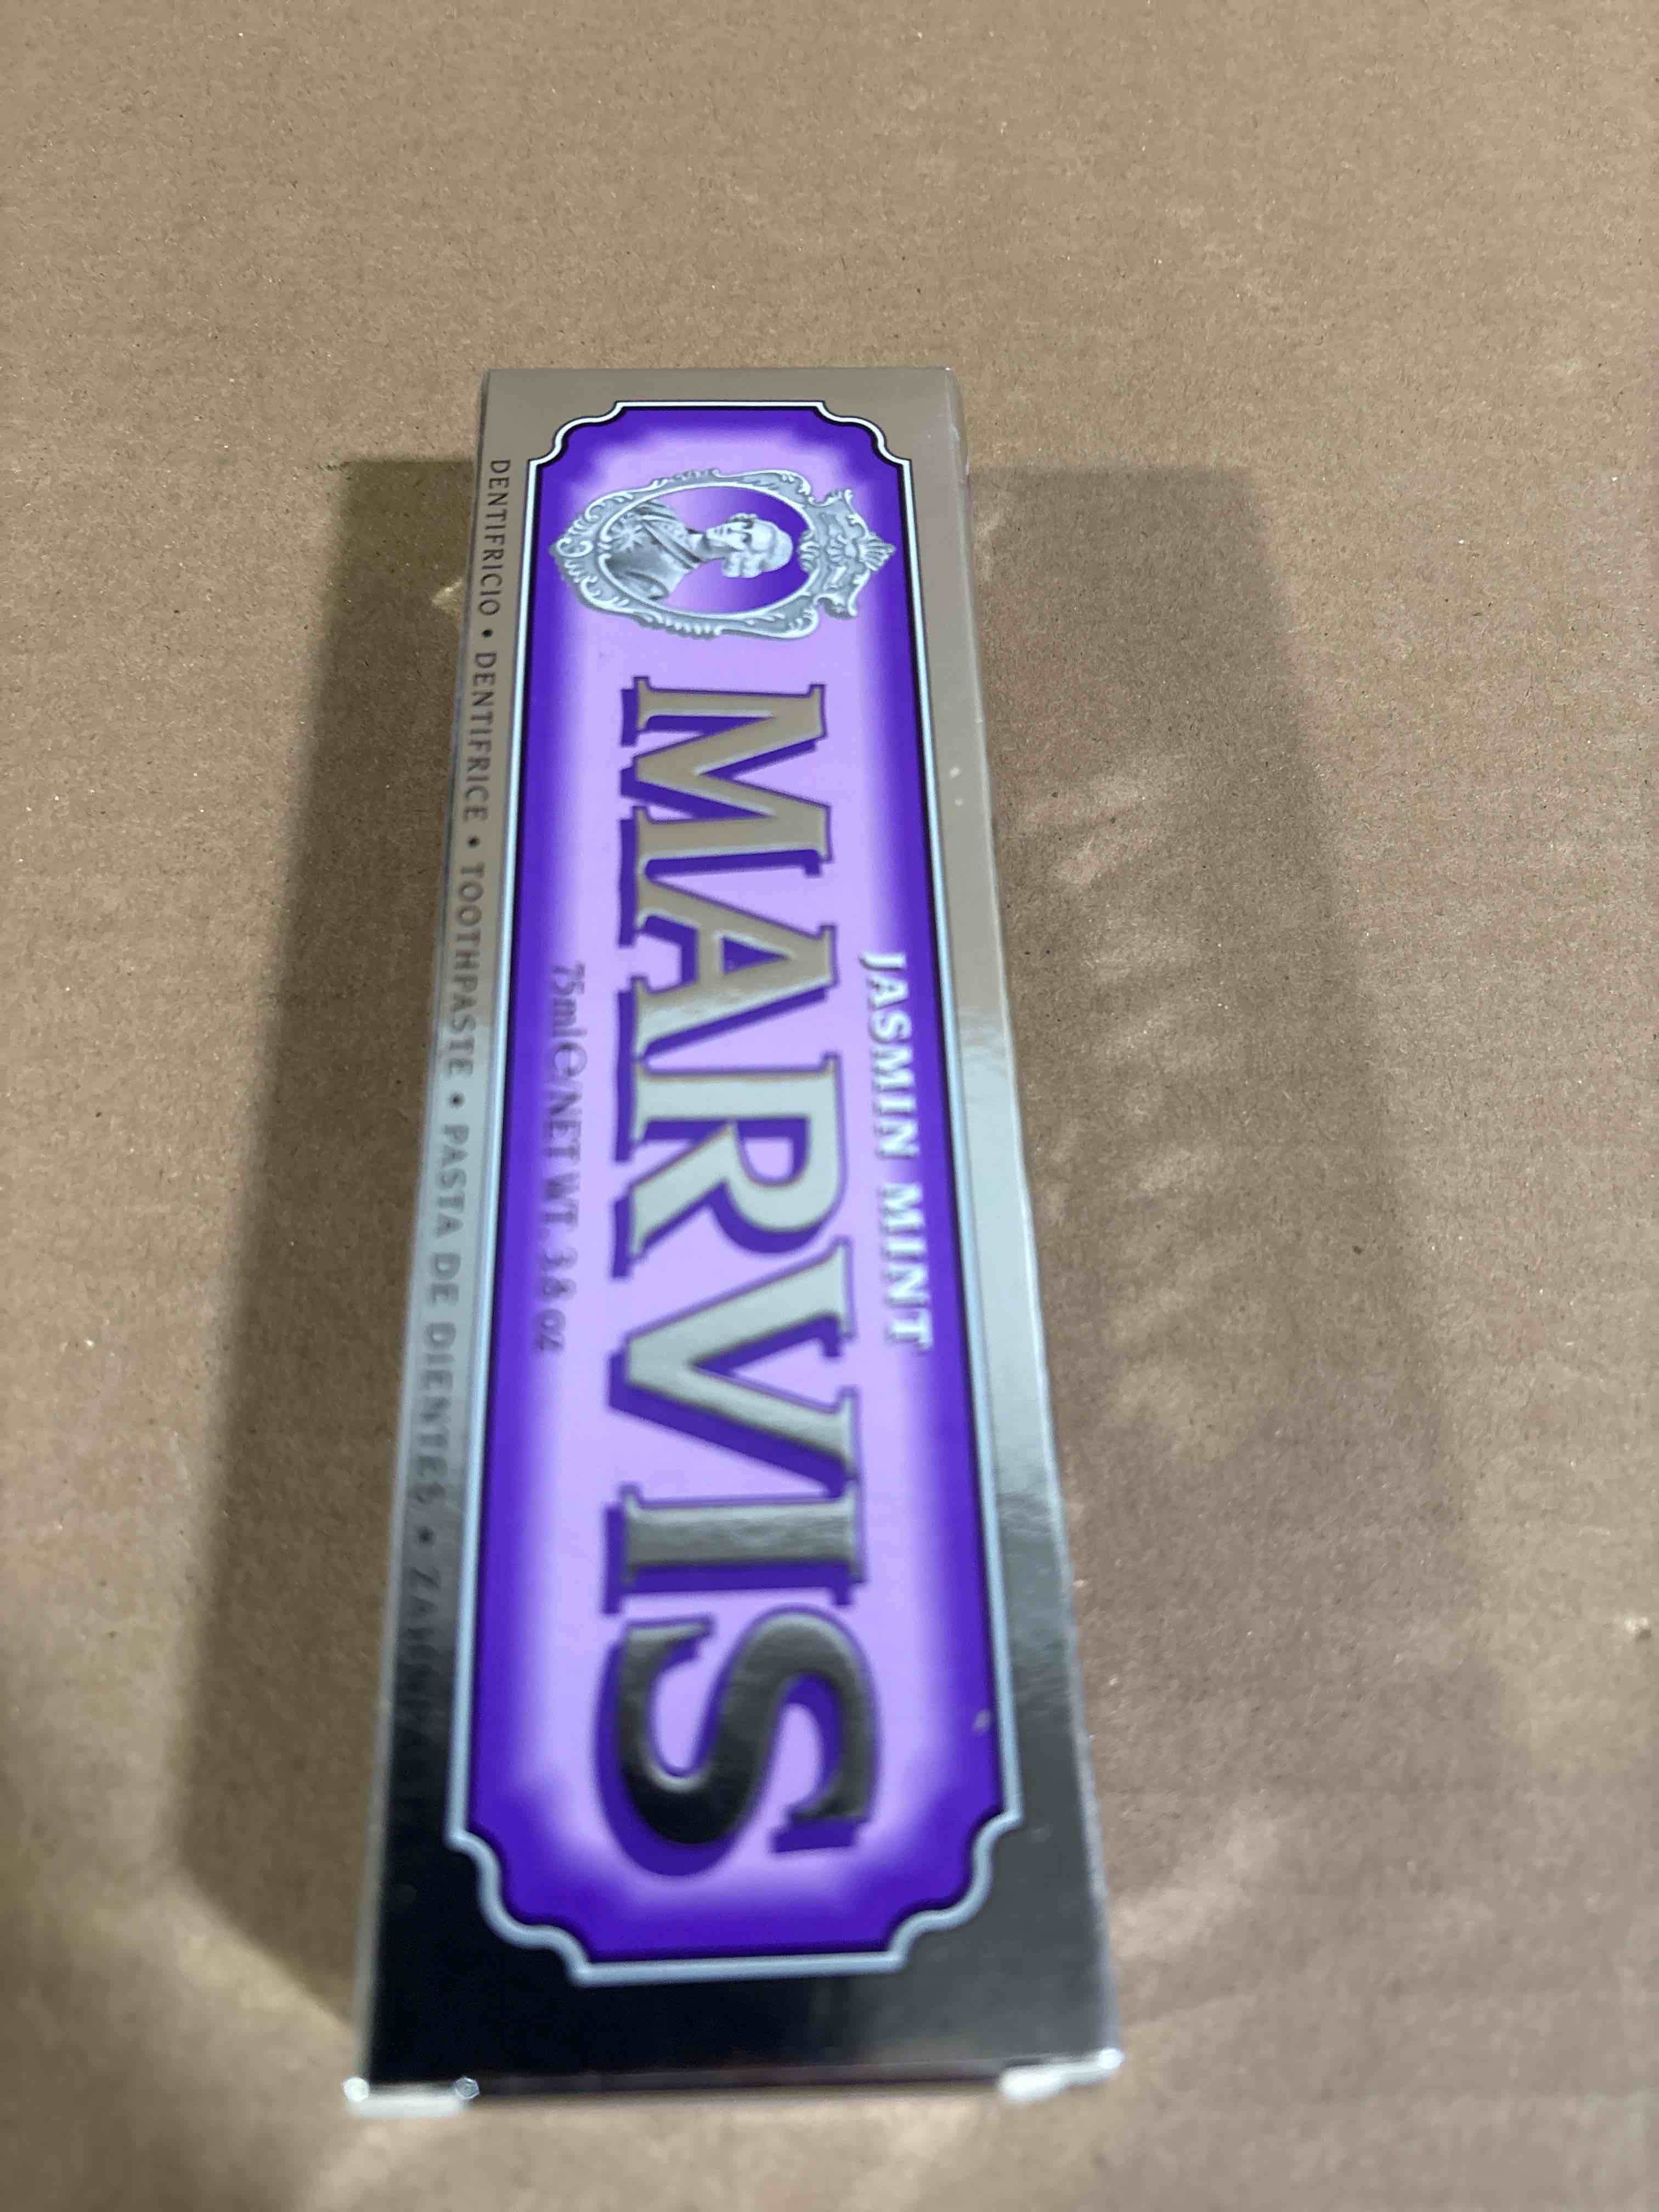 JASMIN MINT
MARVIS
75ml e/NET WT. 3.8 oz
DENTIFRICIO • DENTIFRICE • TOOTHPASTE • PASTA DE DIENTES •